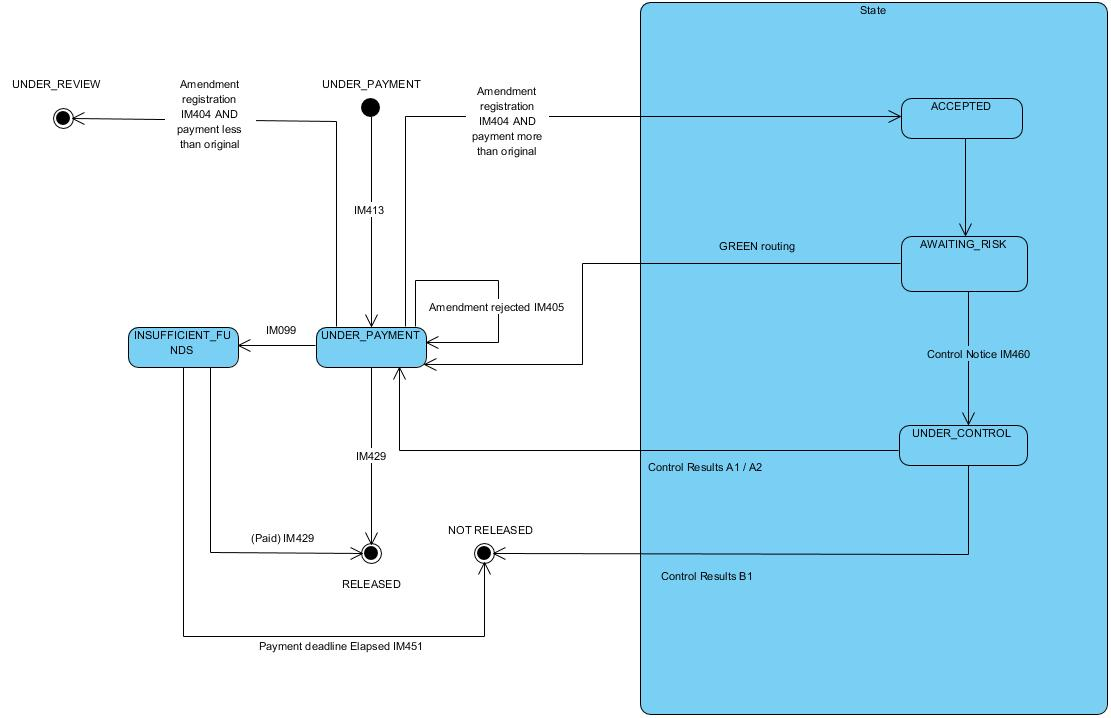 State
UNDER_REVIEW
Amendment
registration
IM404 AND
payment less
than original
UNDER_PAYMENT
Amendment
registration
IM404 AND
payment more
than original
ACCEPTED
IM413
GREEN routing
AWAITING_RISK
Amendment rejected IM405
INSUFFICIENT_FU
NDS
IM099
UNDER_PAYMENT
Control Notice IM460
UNDER_CONTROL
IM429
Control Results A1 / A2
(Paid) IM429
NOT RELEASED
RELEASED
Control Results B1
Payment deadline Elapsed IM451